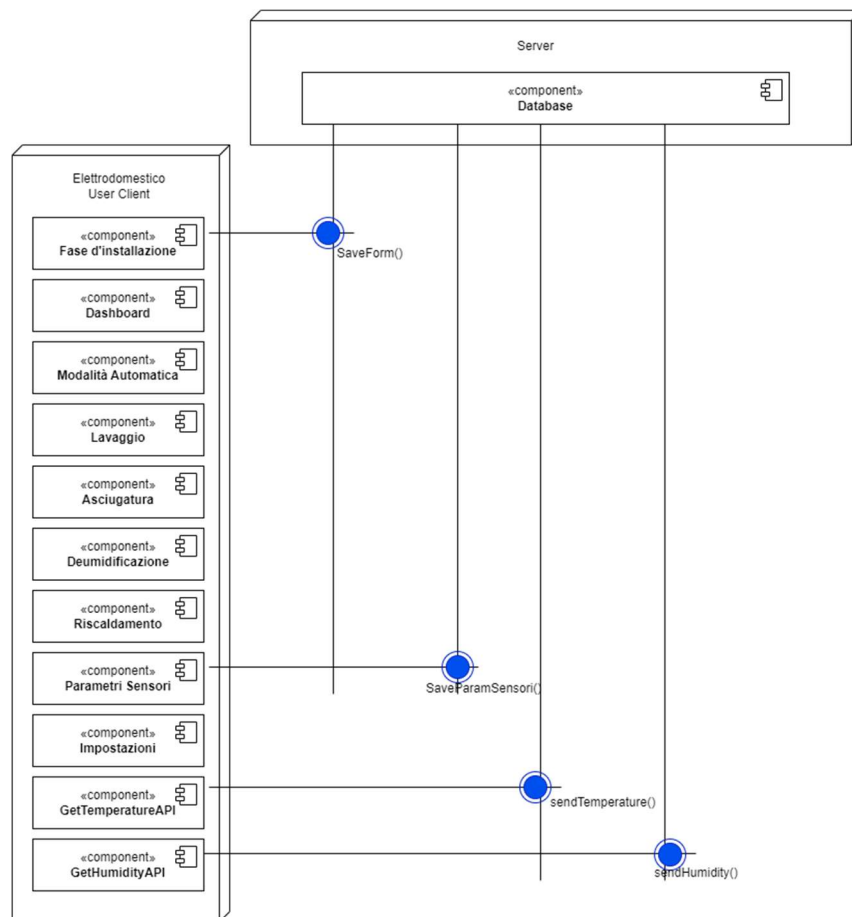 Server
«component»
Database
Elettrodomestico
User Client
«component»
Fase d'installazione
SaveForm()
«component»
Dashboard
«component»
Modalità Automatica
«component»
Lavaggio
«component»
Asciugatura
«component»
Deumidificazione
«component»
Riscaldamento
«component»
Parametri Sensori
SaveParamSensori()
«component»
Impostazioni
«component»
GetTemperatureAPI
sendTemperature()
«component»
GetHumidityAPI
sendHumidity()